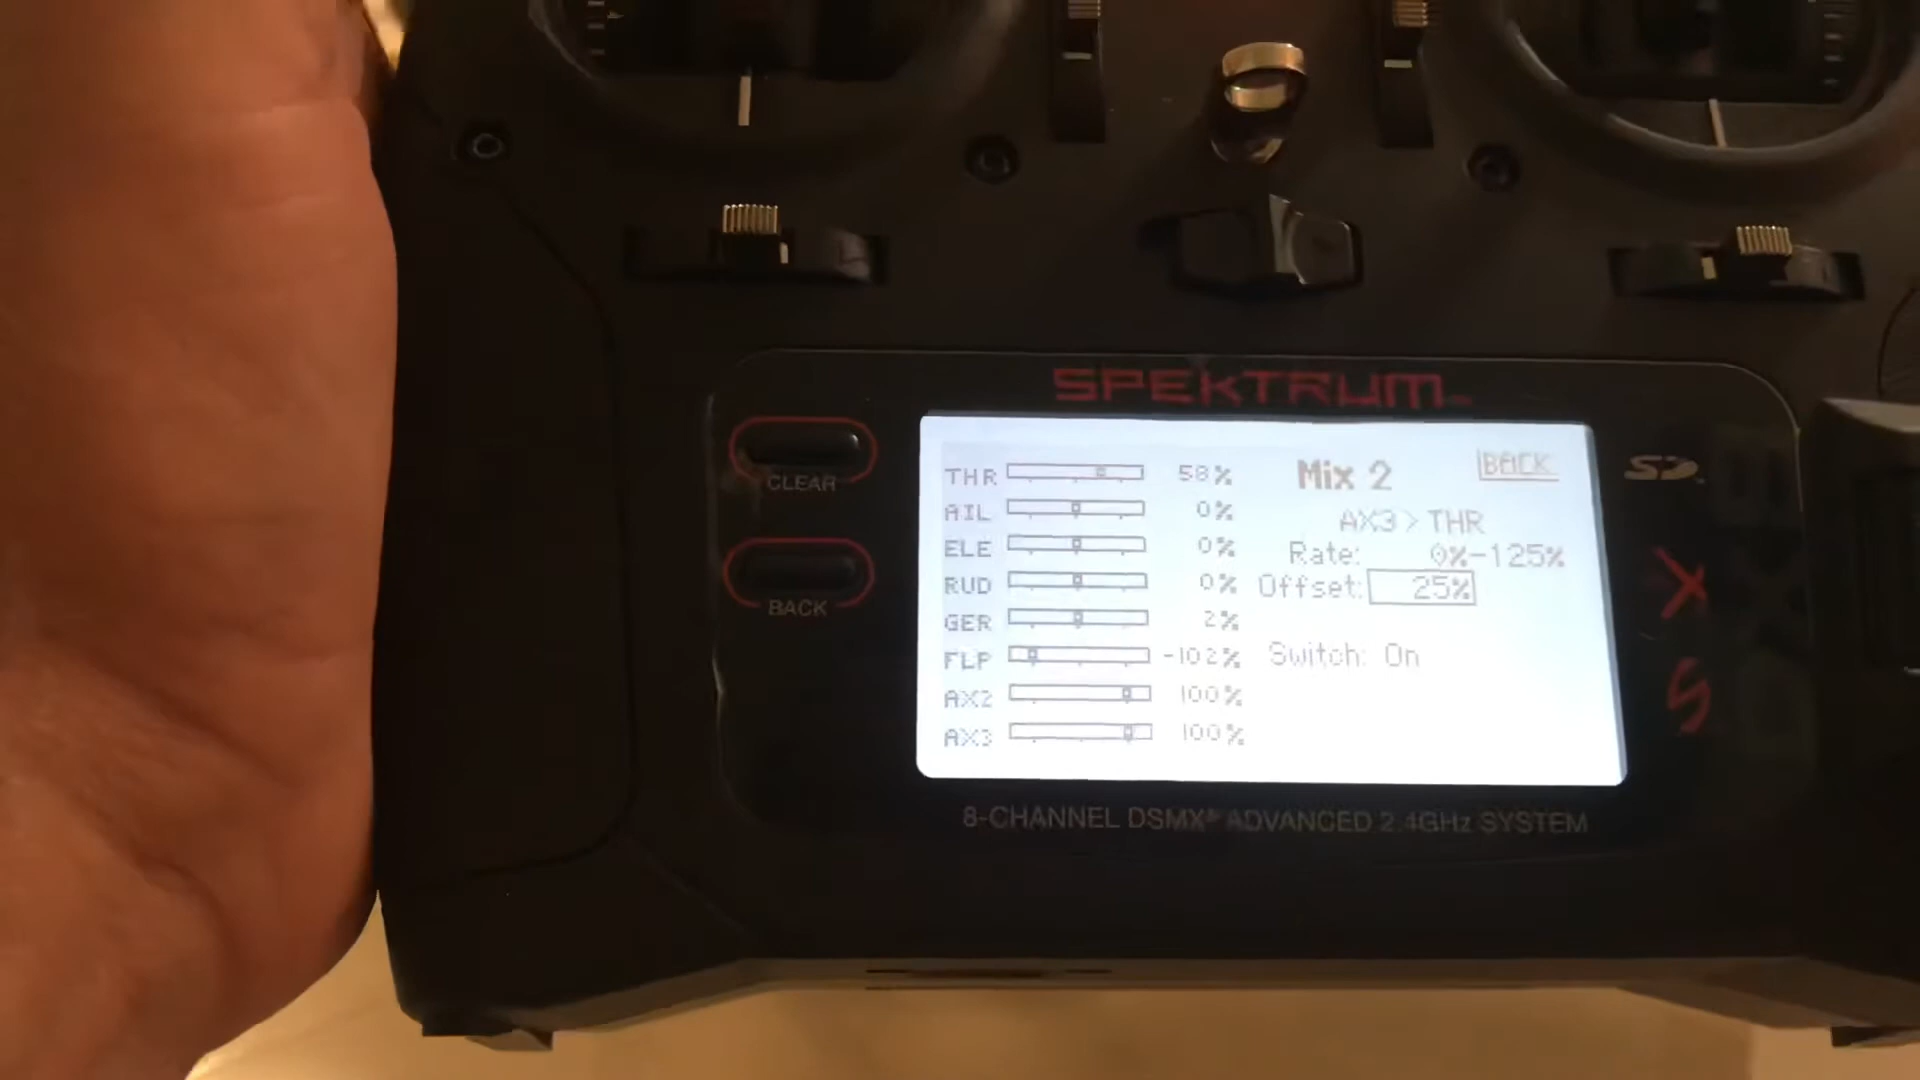 SPEKTRUM
CLEAR
BACK
THR 58%
AIL 0%
ELE 0%
RUD 0%
GER 2%
FLP -102%
AX2 100%
AX3 100%
Mix 2
BACK
AX3 > THR
Rate: 0% -125%
Offset: 25%
Switch: On
SD
X
S
8-CHANNEL DSMX® ADVANCED 2.4GHz SYSTEM